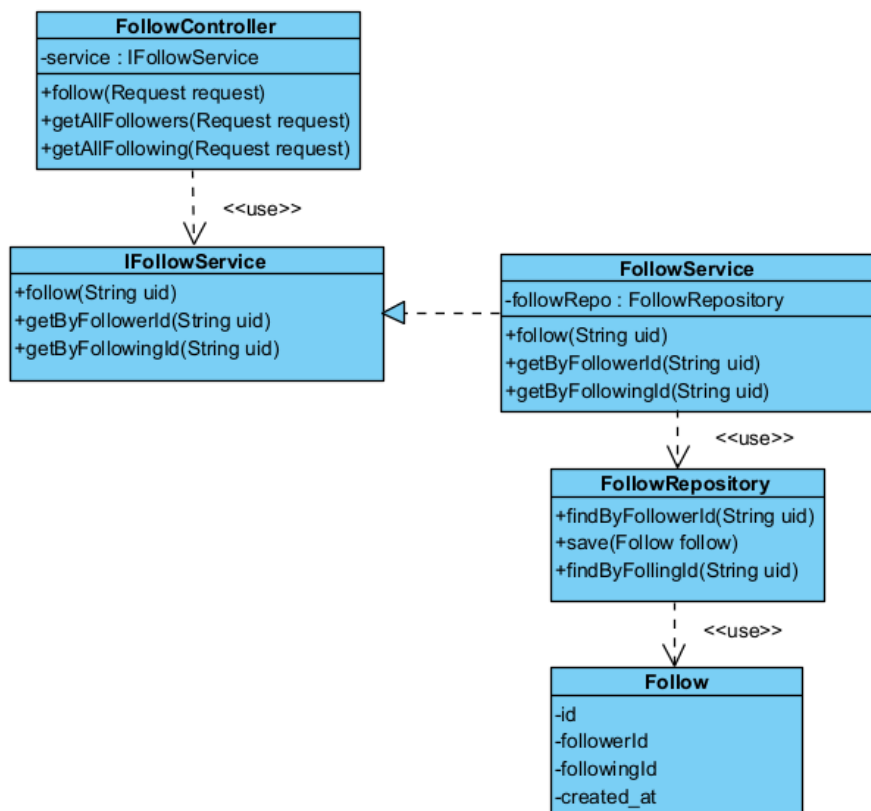 FollowController
-service : IFollowService
+follow(Request request)
+getAllFollowers(Request request)
+getAllFollowing(Request request)
<<use>>
IFollowService
+follow(String uid)
+getByFollowerId(String uid)
+getByFollowingId(String uid)
FollowService
-followRepo : FollowRepository
+follow(String uid)
+getByFollowerId(String uid)
+getByFollowingId(String uid)
<<use>>
FollowRepository
+findByFollowerId(String uid)
+save(Follow follow)
+findByFollingId(String uid)
<<use>>
Follow
-id
-followerId
-followingId
-created_at